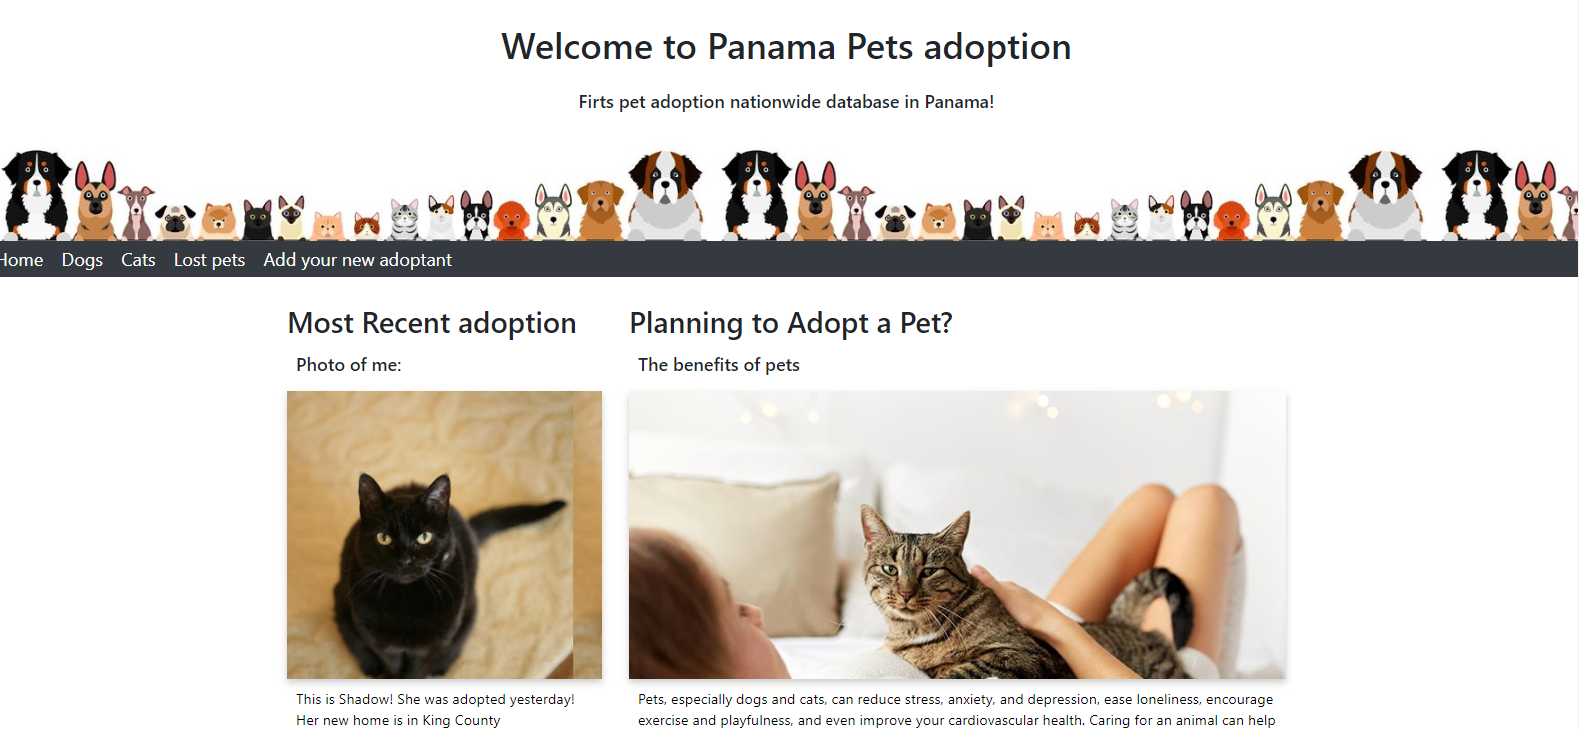 Welcome to Panama Pets adoption
Firts pet adoption nationwide database in Panama!
Home Dogs Cats Lost pets Add your new adoptant
Most Recent adoption
Photo of me:
This is Shadow! She was adopted yesterday!
Her new home is in King County
Planning to Adopt a Pet?
The benefits of pets
Pets, especially dogs and cats, can reduce stress, anxiety, and depression, ease loneliness, encourage
exercise and playfulness, and even improve your cardiovascular health. Caring for an animal can help